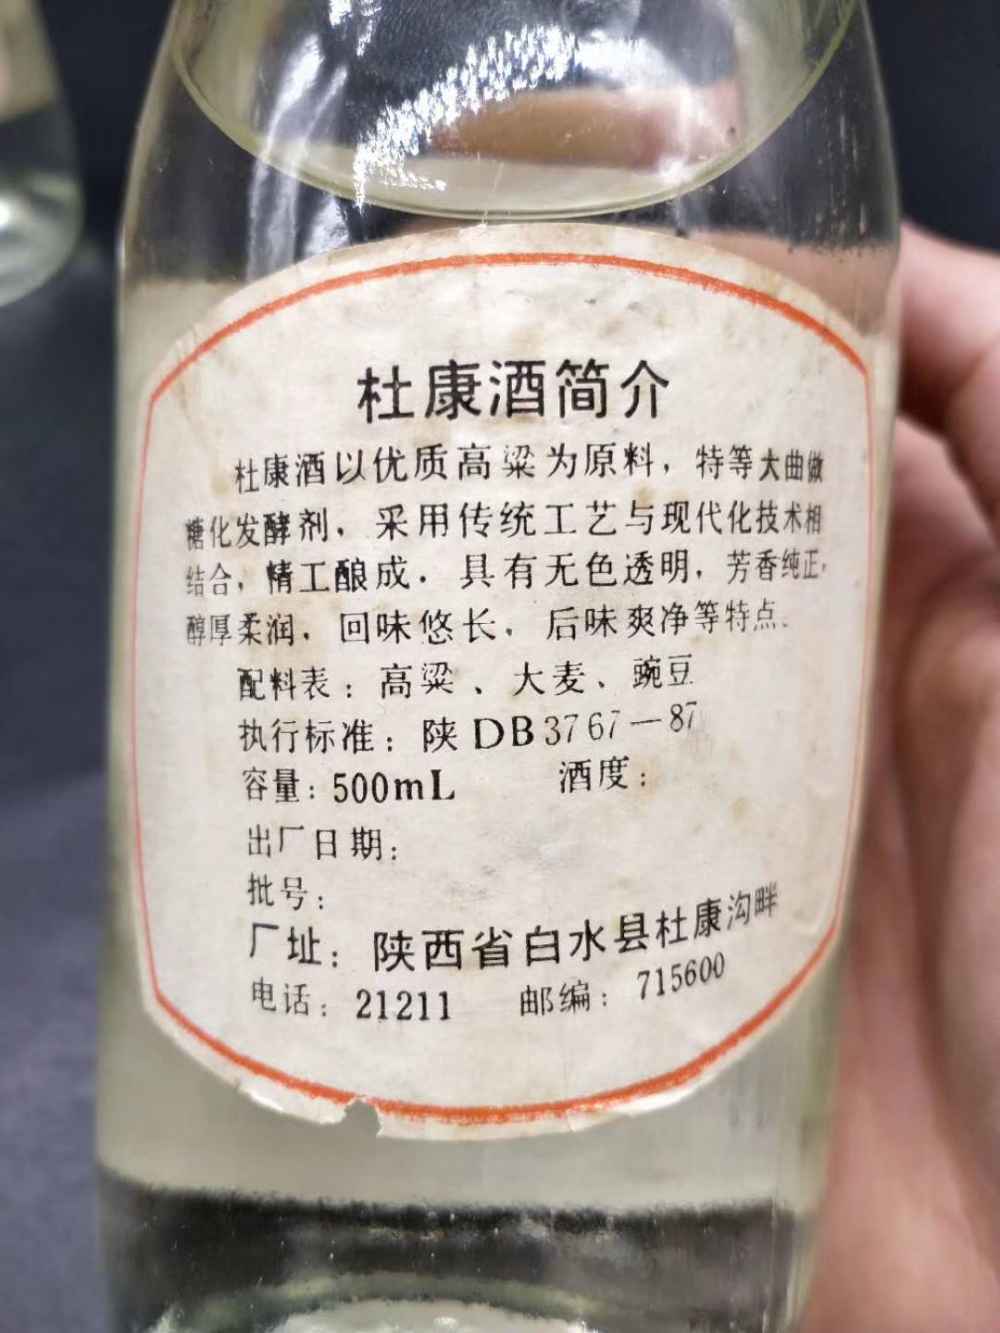 杜康酒简介
杜康酒以优质高粱为原料，特等大曲做
糖化发酵剂，采用传统工艺与现代化技术相
结合，精工酿成．具有无色透明，芳香纯正，
醇厚柔润，回味悠长，后味爽净等特点。
配料表：高粱、大麦、豌豆
执行标准：陕DB3767—87
容量：500mL 酒度：
出厂日期：
批号：
厂址：陕西省白水县杜康沟畔
电话：21211 邮编：715600